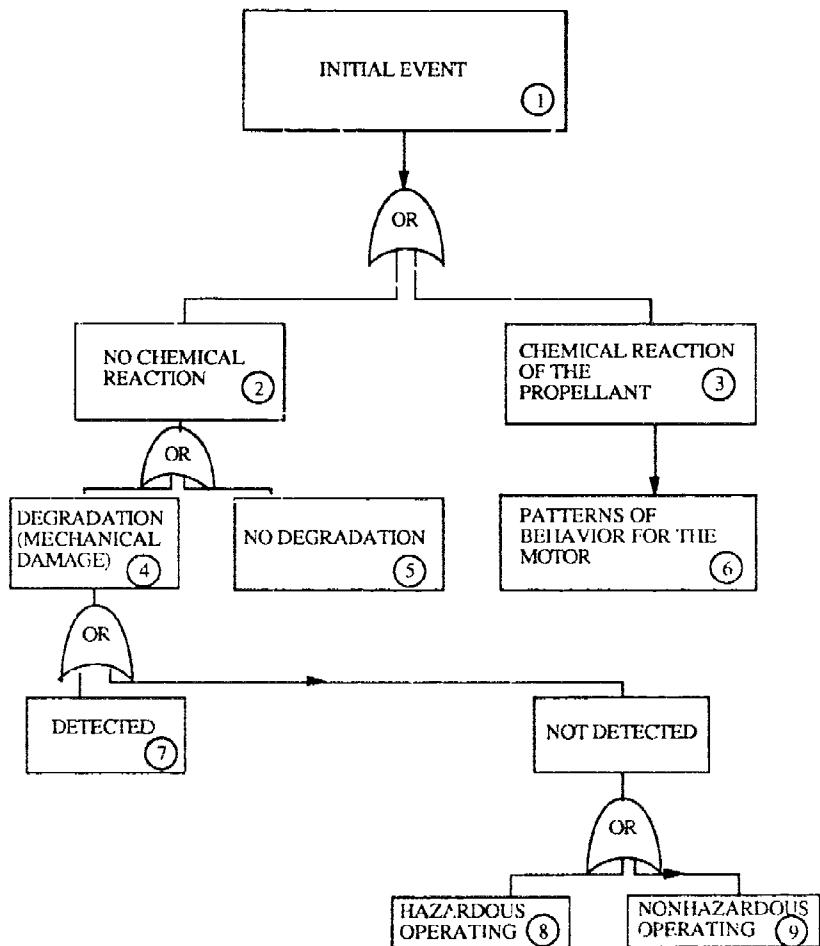 INITIAL EVENT
1
OR
NO CHEMICAL
REACTION
2
CHEMICAL REACTION
OF THE
PROPELLANT
3
OR
DEGRADATION
(MECHANICAL
DAMAGE)
4
NO DEGRADATION
5
PATTERNS OF
BEHAVIOR FOR THE
MOTOR
6
OR
DETECTED
7
NOT DETECTED
OR
HAZARDOUS
OPERATING
8
NONHAZARDOUS
OPERATING
9